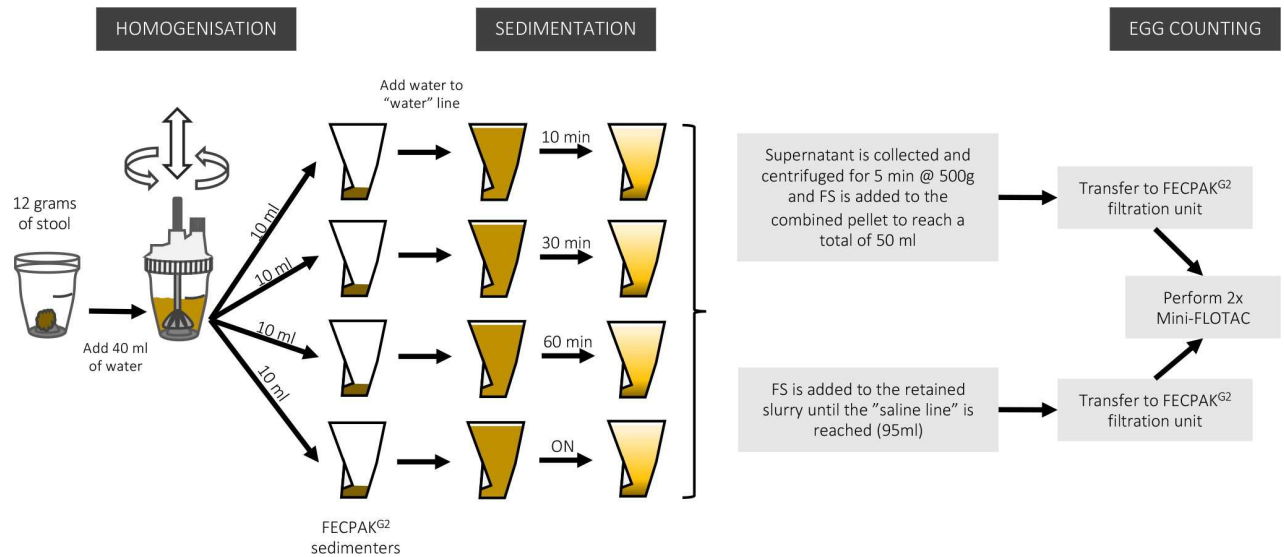 HOMOGENISATION
SEDIMENTATION
EGG COUNTING
12 grams
of stool
Add 40 ml
of water
10 ml
10 ml
10 ml
10 ml
Add water to
“water” line
10 min
30 min
60 min
ON
FECPAKG2
sedimenters
Supernatant is collected and
centrifuged for 5 min @ 500g
and FS is added to the
combined pellet to reach a
total of 50 ml
Transfer to FECPAKG2
filtration unit
Perform 2x
Mini-FLOTAC
FS is added to the retained
slurry until the ”saline line” is
reached (95ml)
Transfer to FECPAKG2
filtration unit